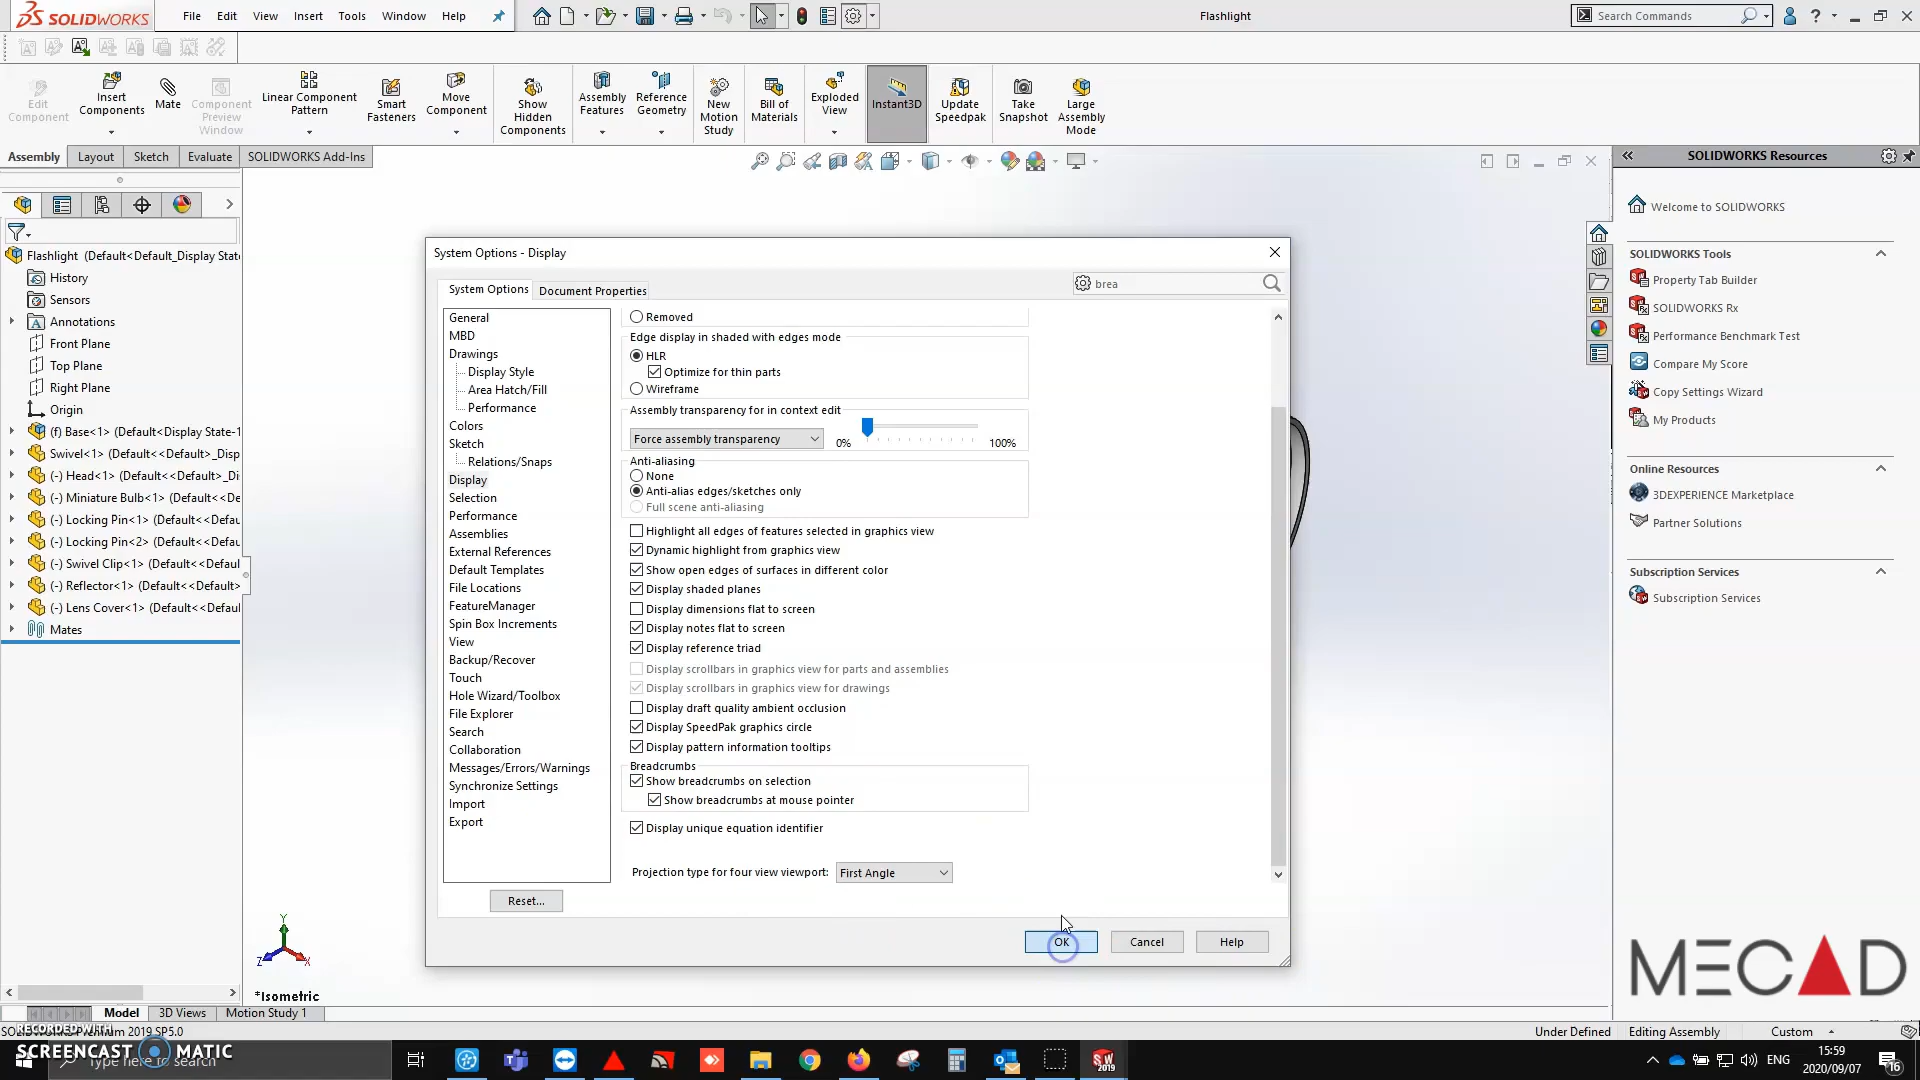 SOLIDWORKS File Edit View Insert Tools Window Help Flashlight Search Commands
Edit Component
Insert Components
Mate
Component Preview Window
Linear Component Pattern
Smart Fasteners
Move Component
Show Hidden Components
Assembly Features
Reference Geometry
New Motion Study
Bill of Materials
Exploded View
Instant3D
Update Speedpak
Take Snapshot
Large Assembly Mode
Assembly Layout Sketch Evaluate SOLIDWORKS Add-Ins
Flashlight (Default<Default_Display State
History
Sensors
Annotations
Front Plane
Top Plane
Right Plane
Origin
(f) Base<1> (Default<Display State-1
Swivel<1> (Default<<Default>_Disp
(-) Head<1> (Default<<Default>_Di
(-) Miniature Bulb<1> (Default<<De
(-) Locking Pin<1> (Default<<Defau
(-) Locking Pin<2> (Default<<Defau
(-) Swivel Clip<1> (Default<<Defaul
(-) Reflector<1> (Default<<Default>
(-) Lens Cover<1> (Default<<Defaul
Mates
System Options - Display
System Options Document Properties
brea
General
MBD
Drawings
Display Style
Area Hatch/Fill
Performance
Colors
Sketch
Relations/Snaps
Display
Selection
Performance
Assemblies
External References
Default Templates
File Locations
FeatureManager
Spin Box Increments
View
Backup/Recover
Touch
Hole Wizard/Toolbox
File Explorer
Search
Collaboration
Messages/Errors/Warnings
Synchronize Settings
Import
Export
Reset...
Removed
Edge display in shaded with edges mode
HLR
Optimize for thin parts
Wireframe
Assembly transparency for in context edit
Force assembly transparency 0% 100%
Anti-aliasing
None
Anti-alias edges/sketches only
Full scene anti-aliasing
Highlight all edges of features selected in graphics view
Dynamic highlight from graphics view
Show open edges of surfaces in different color
Display shaded planes
Display dimensions flat to screen
Display notes flat to screen
Display reference triad
Display scrollbars in graphics view for parts and assemblies
Display scrollbars in graphics view for drawings
Display draft quality ambient occlusion
Display SpeedPak graphics circle
Display pattern information tooltips
Breadcrumbs
Show breadcrumbs on selection
Show breadcrumbs at mouse pointer
Display unique equation identifier
Projection type for four view viewport: First Angle
OK Cancel Help
SOLIDWORKS Resources
Welcome to SOLIDWORKS
SOLIDWORKS Tools
Property Tab Builder
SOLIDWORKS Rx
Performance Benchmark Test
Compare My Score
Copy Settings Wizard
My Products
Online Resources
3DEXPERIENCE Marketplace
Partner Solutions
Subscription Services
Subscription Services
MECAD
Y
Z X
*Isometric
Model 3D Views Motion Study 1
SOLIDWORKS Premium 2019 SP5.0 Under Defined Editing Assembly Custom
RECORDED WITH
SCREENCAST MATIC
Type here to search
SW 2019
ENG
15:59
2020/09/07
16